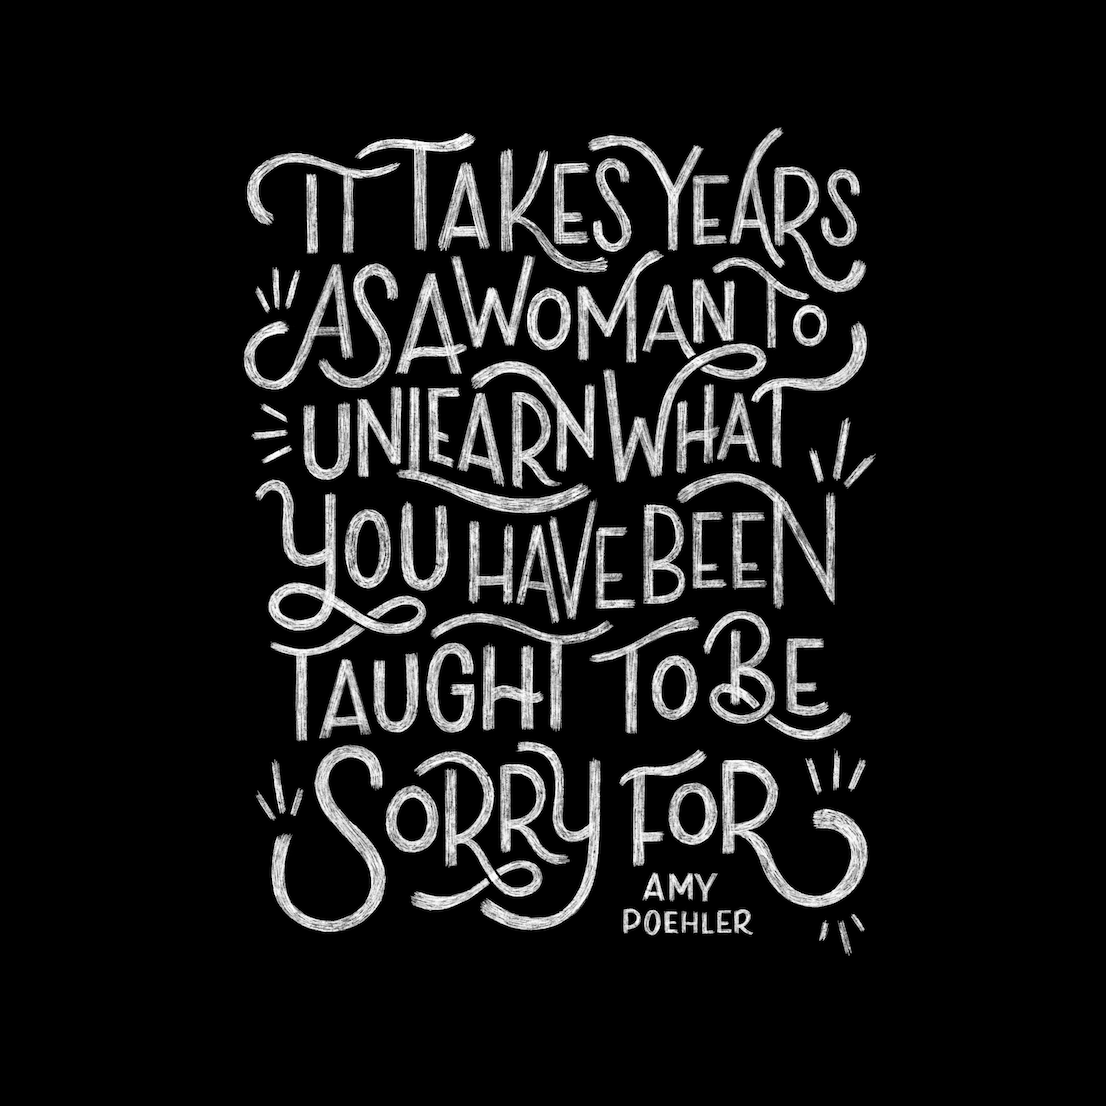 IT TAKES YEARS
AS A WOMAN TO
UNLEARN WHAT
YOU HAVE BEEN
TAUGHT TO BE
SORRY FOR
AMY
POEHLER